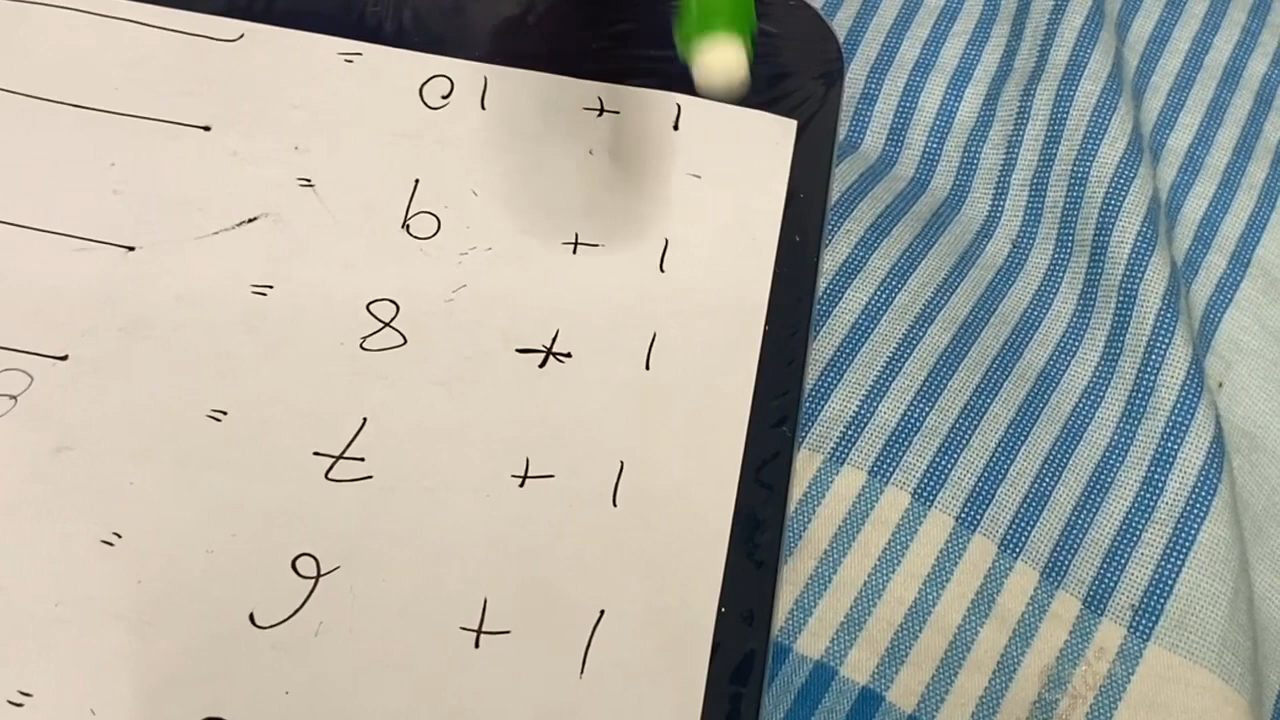 1 + 6 =
1 + 7 =
1 + 8 =
1 + 9 =
1 + 10 =